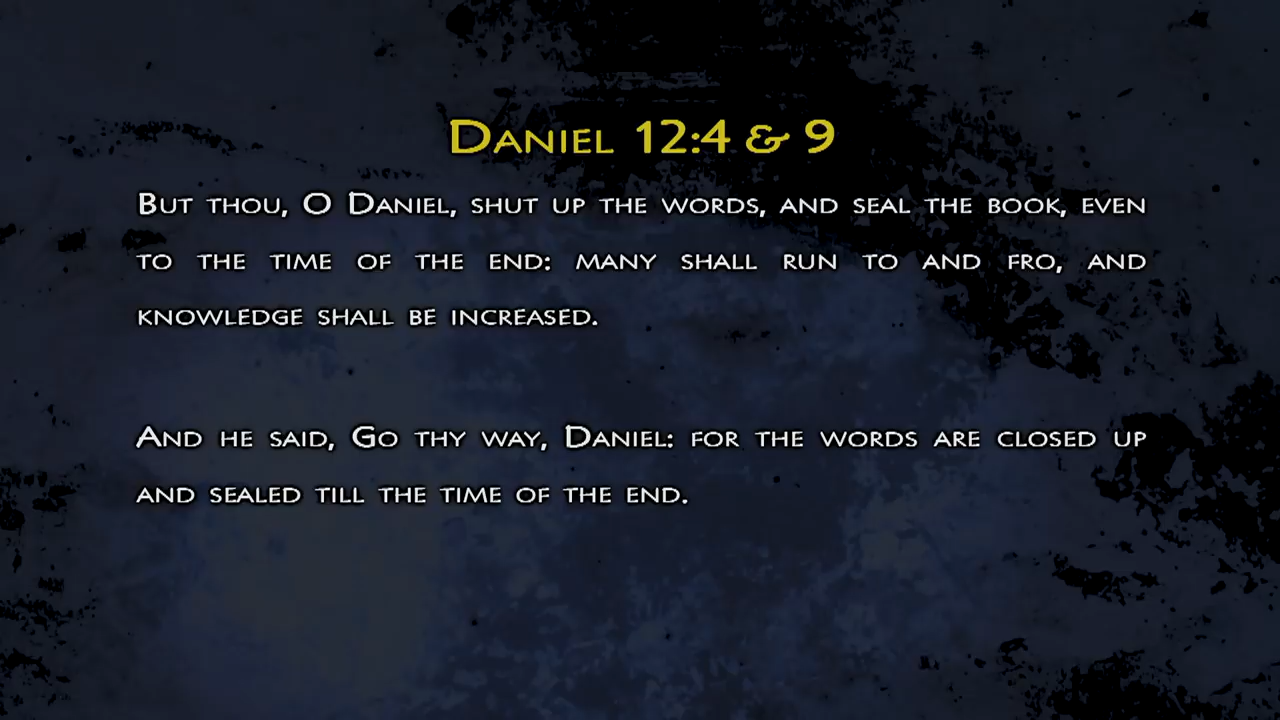 Daniel 12:4 & 9
But thou, O Daniel, shut up the words, and seal the book, even
to the time of the end: many shall run to and fro, and
knowledge shall be increased.
And he said, Go thy way, Daniel: for the words are closed up
and sealed till the time of the end.